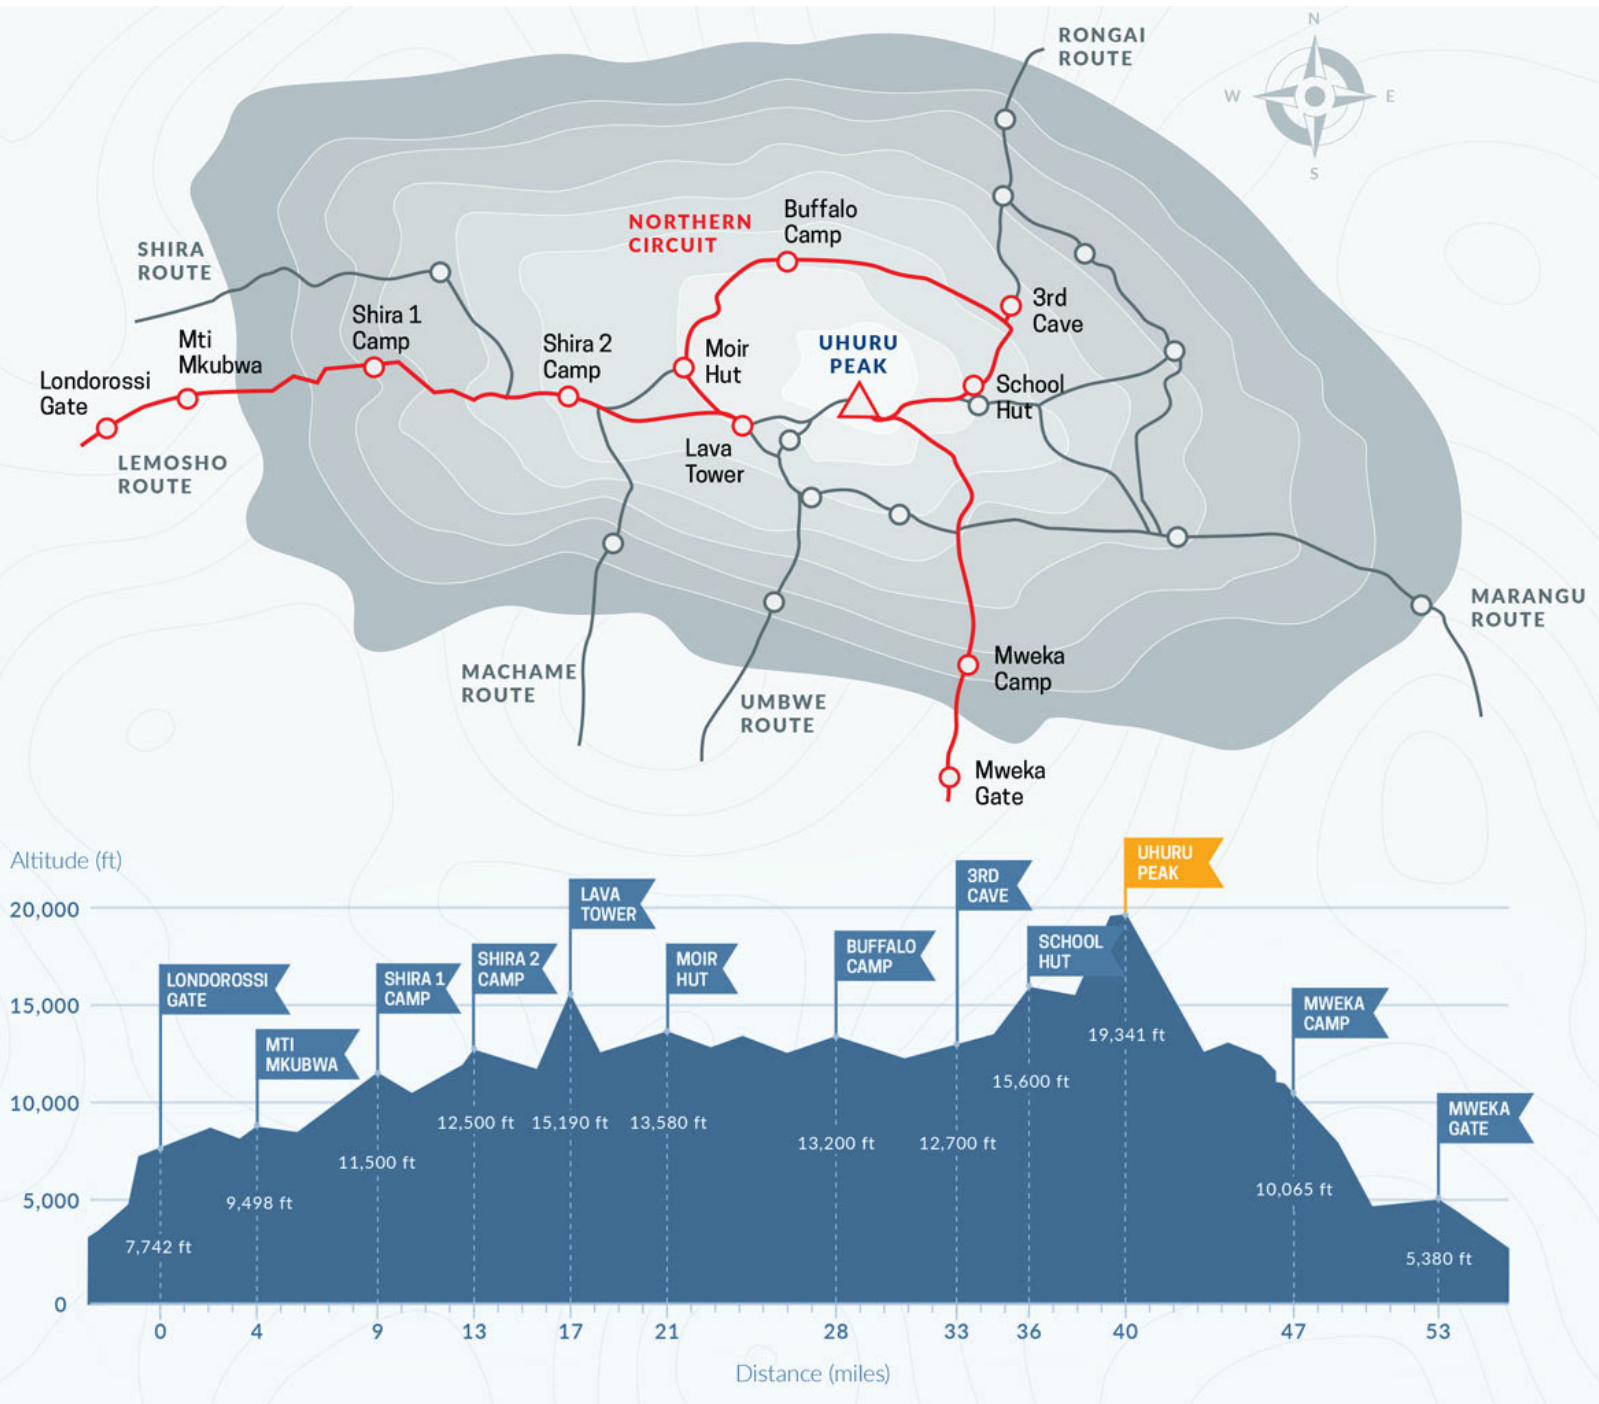 RONGAI
ROUTE
N
W
E
S
SHIRA
ROUTE
NORTHERN
CIRCUIT
Buffalo
Camp
3rd
Cave
Shira 1
Camp
Mti
Mkubwa
Shira 2
Camp
Moir
Hut
UHURU
PEAK
School
Hut
Londorossi
Gate
LEMOSHO
ROUTE
Lava
Tower
MARANGU
ROUTE
MACHAME
ROUTE
UMBWE
ROUTE
Mweka
Camp
Mweka
Gate
Altitude (ft)
20,000
15,000
10,000
5,000
0
LONDOROSSI
GATE
MTI
MKUBWA
SHIRA 1
CAMP
SHIRA 2
CAMP
LAVA
TOWER
MOIR
HUT
BUFFALO
CAMP
3RD
CAVE
SCHOOL
HUT
UHURU
PEAK
MWEKA
CAMP
MWEKA
GATE
7,742 ft
9,498 ft
11,500 ft
12,500 ft
15,190 ft
13,580 ft
13,200 ft
12,700 ft
15,600 ft
19,341 ft
10,065 ft
5,380 ft
0 4 9 13 17 21 28 33 36 40 47 53
Distance (miles)